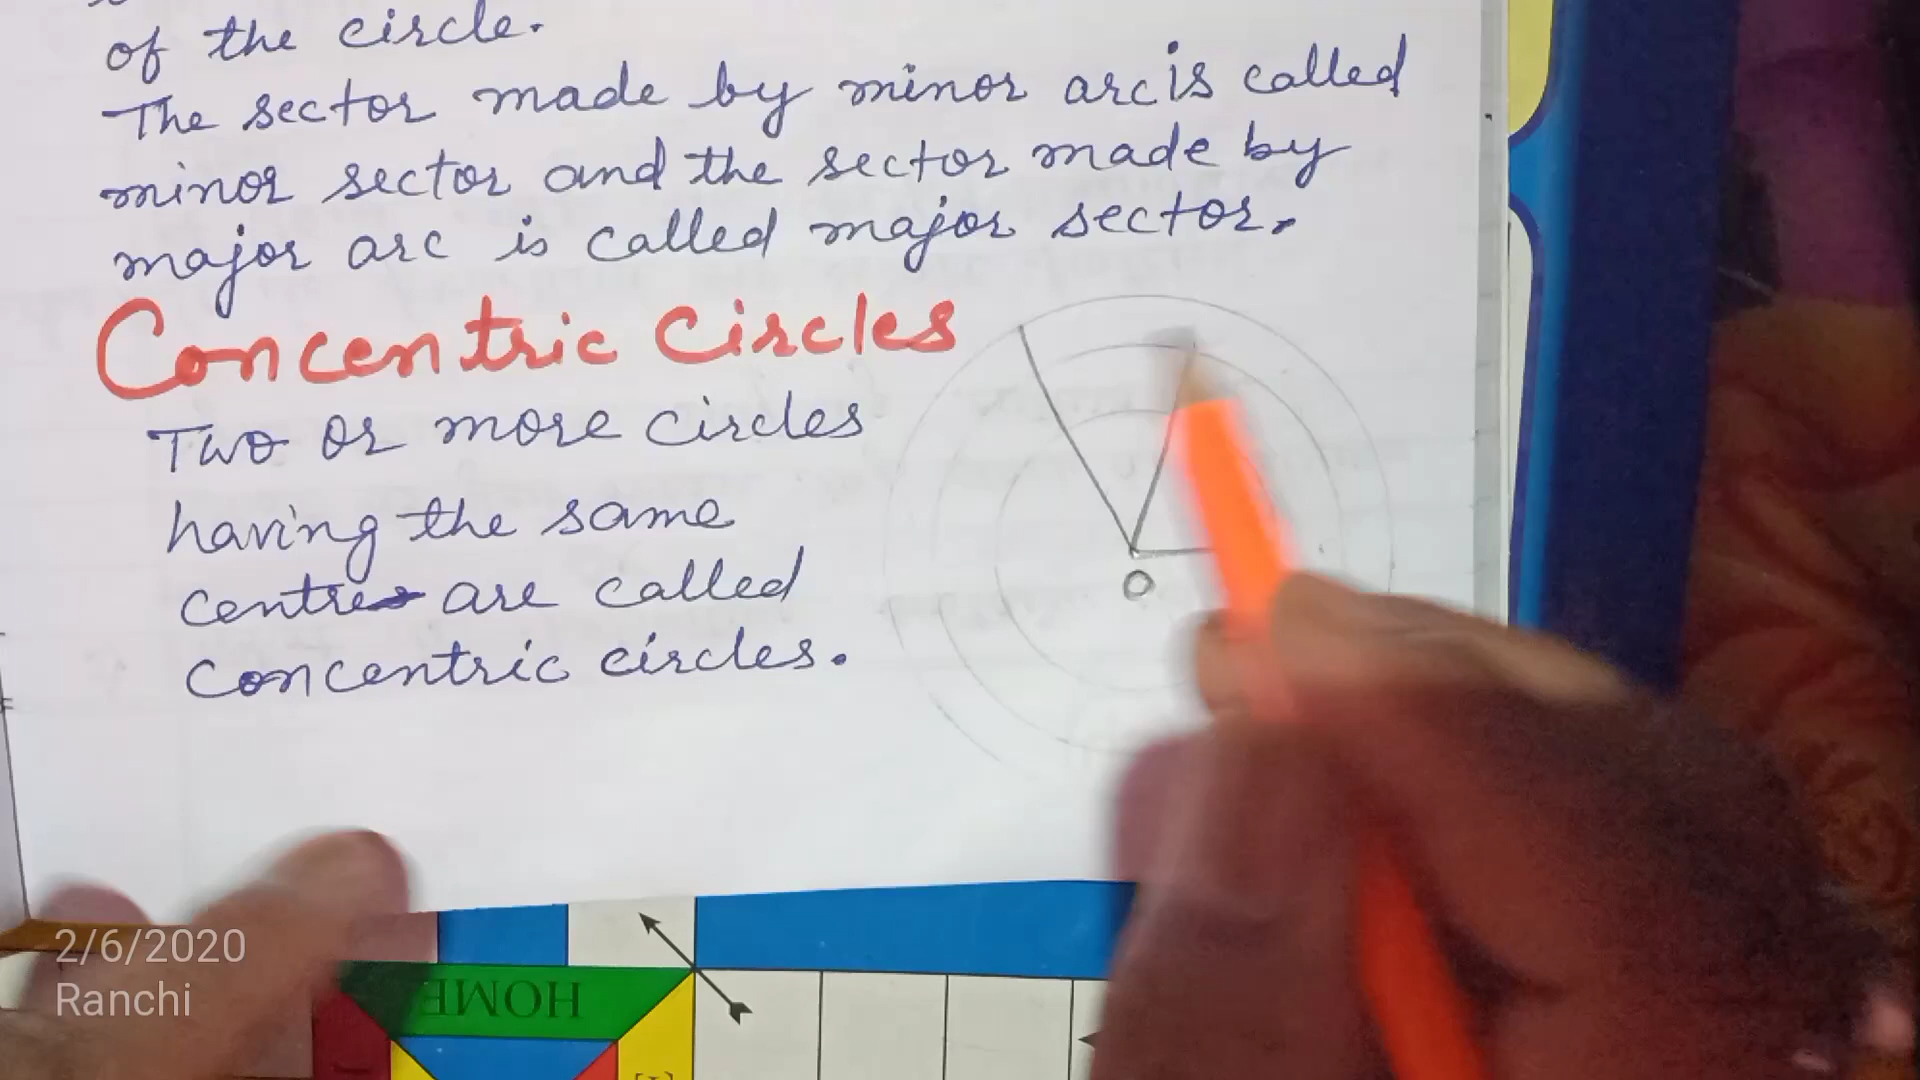 of the circle.
The sector made by minor arc is called
minor sector and the sector made by
major arc is called major sector.
Concentric Circles
Two or more circles
having the same
centre are called
concentric circles.
O
2/6/2020
Ranchi
HOME